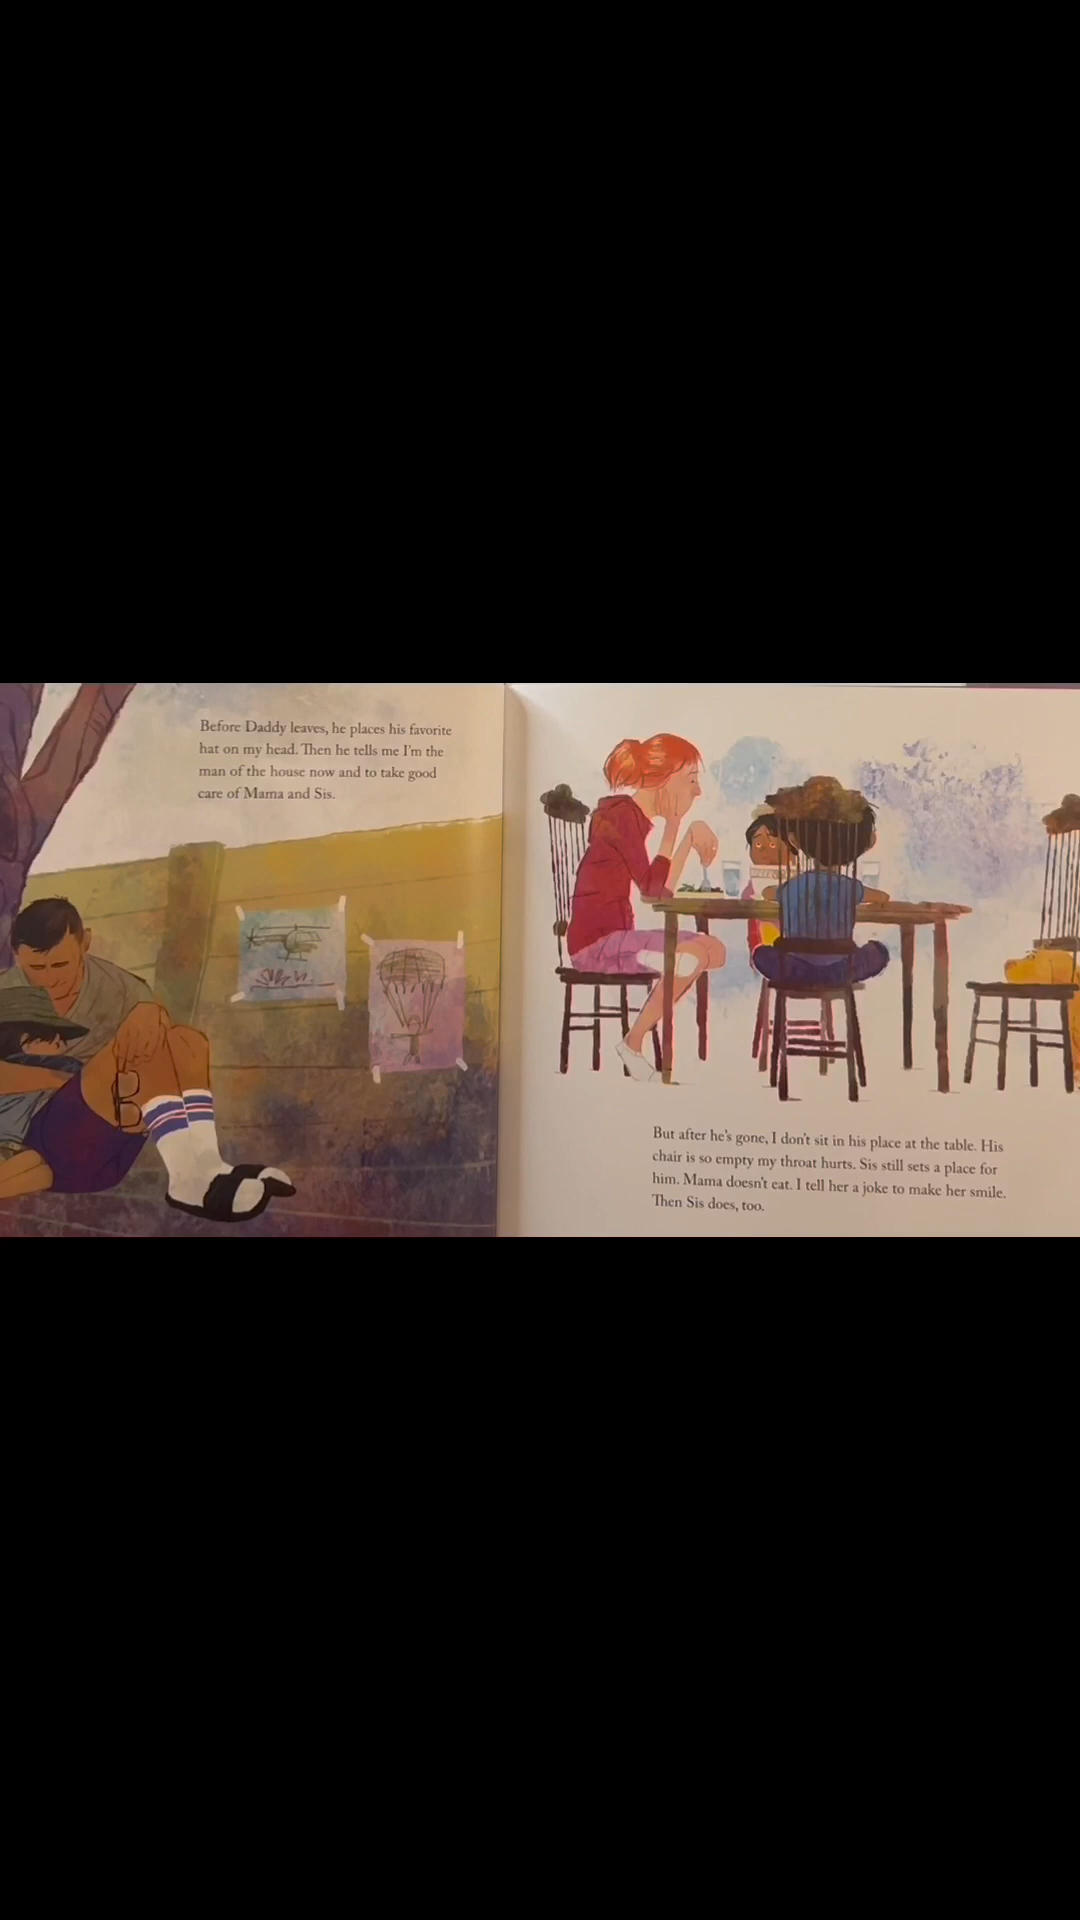 Before Daddy leaves, he places his favorite
hat on my head. Then he tells me I'm the
man of the house now and to take good
care of Mama and Sis.
But after he's gone, I don't sit in his place at the table. His
chair is so empty my throat hurts. Sis still sets a place for
him. Mama doesn't eat. I tell her a joke to make her smile.
Then Sis does, too.